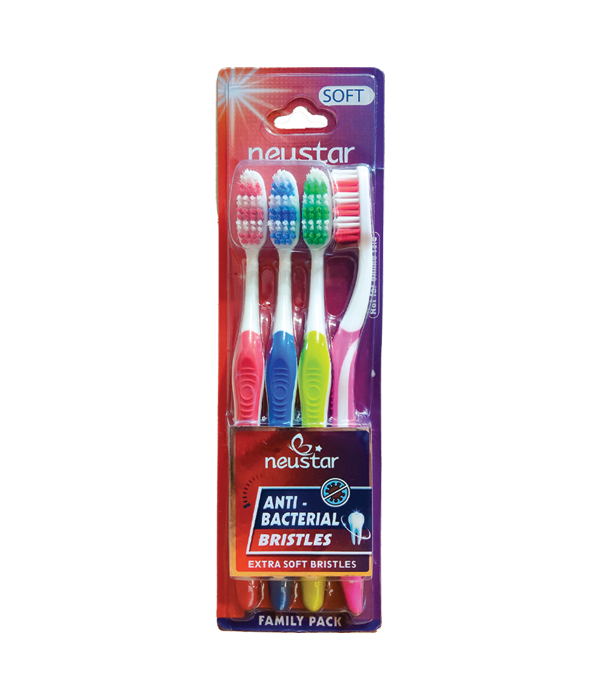 SOFT
neustar
neustar
ANTI -
BACTERIAL
BRISTLES
EXTRA SOFT BRISTLES
FAMILY PACK